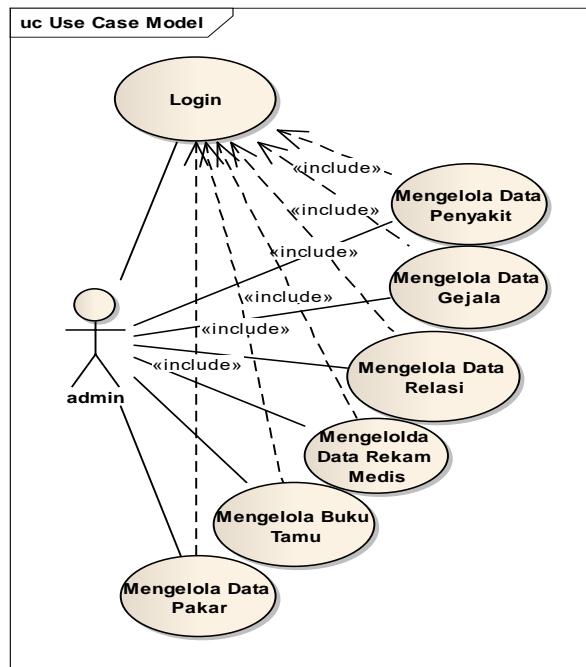 uc Use Case Model
Login
«include»
Mengelola Data
Penyakit
«include»
«include»
Mengelola Data
Gejala
«include»
«include»
Mengelola Data
Relasi
«include»
admin
Mengelolda
Data Rekam
Medis
Mengelola Buku
Tamu
Mengelola Data
Pakar